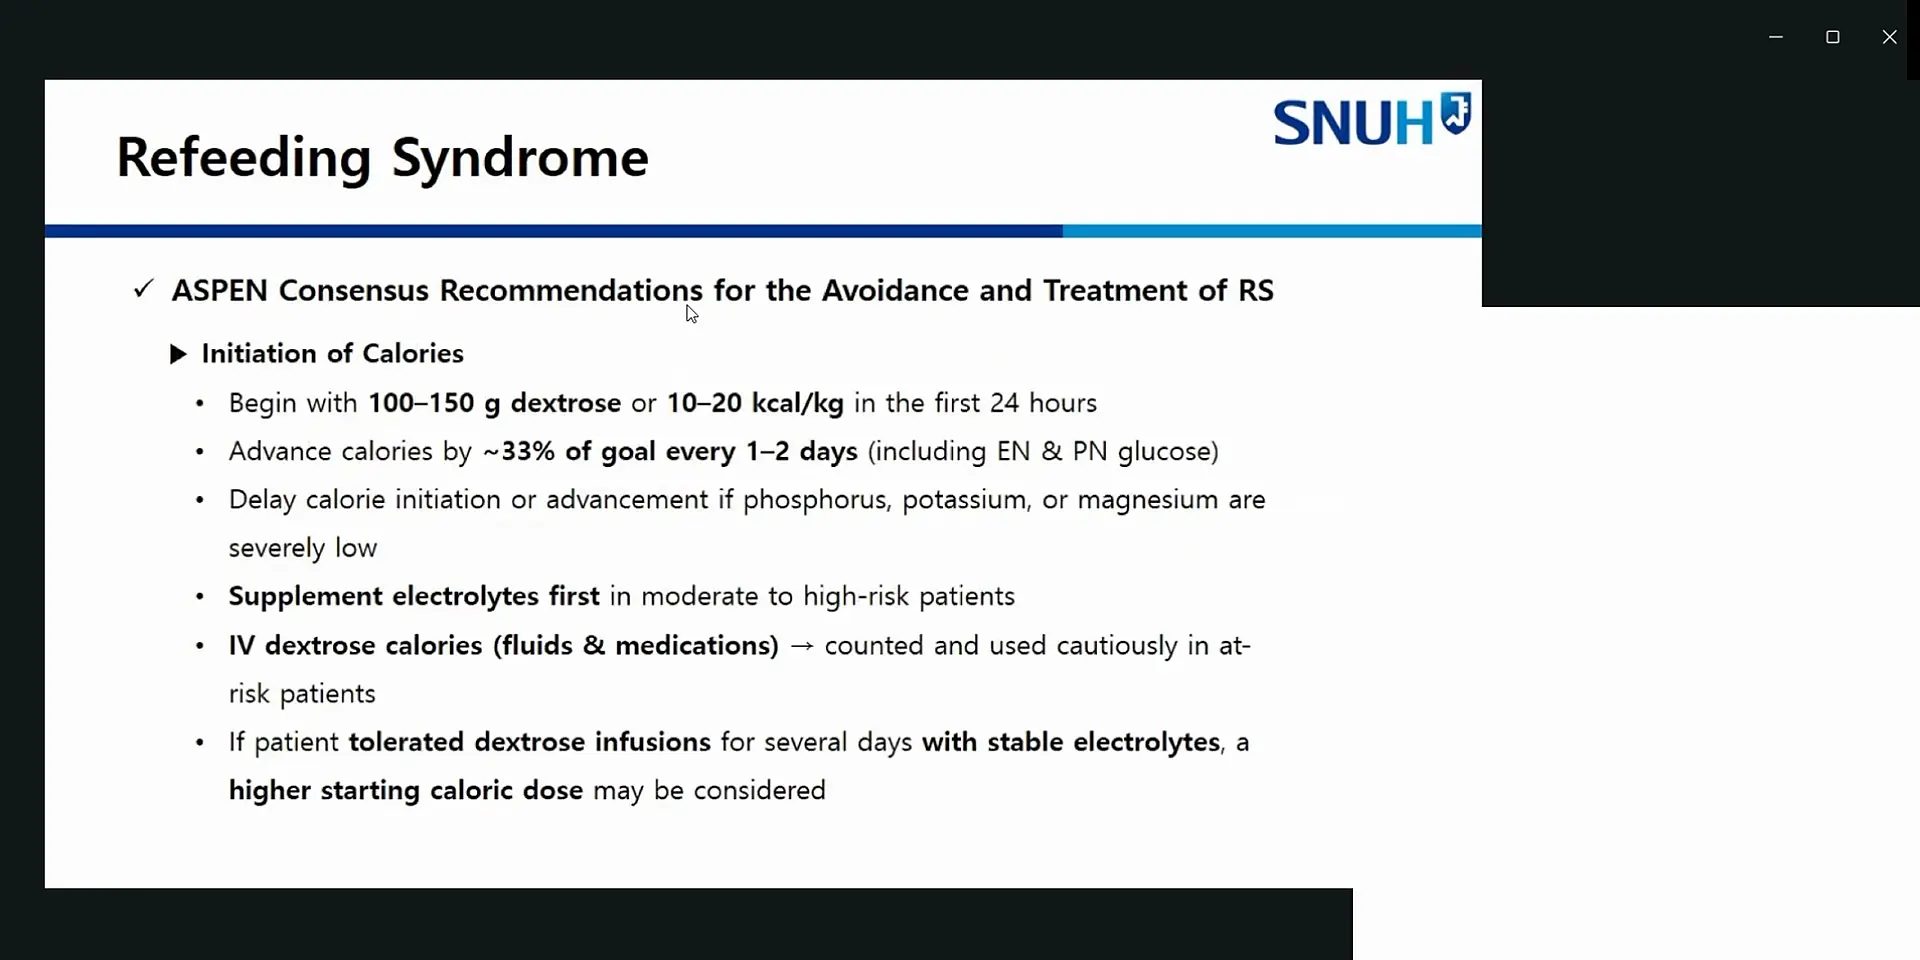 SNUH
Refeeding Syndrome
✓ ASPEN Consensus Recommendations for the Avoidance and Treatment of RS
▶ Initiation of Calories
• Begin with 100–150 g dextrose or 10–20 kcal/kg in the first 24 hours
• Advance calories by ~33% of goal every 1–2 days (including EN & PN glucose)
• Delay calorie initiation or advancement if phosphorus, potassium, or magnesium are
severely low
• Supplement electrolytes first in moderate to high-risk patients
• IV dextrose calories (fluids & medications) → counted and used cautiously in at-
risk patients
• If patient tolerated dextrose infusions for several days with stable electrolytes, a
higher starting caloric dose may be considered